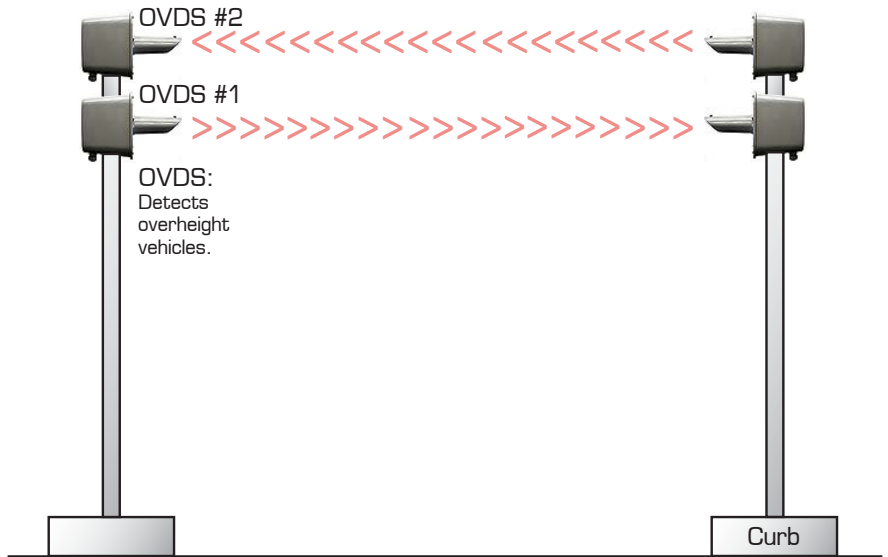 OVDS #2
OVDS #1
OVDS:
Detects
overheight
vehicles.
Curb